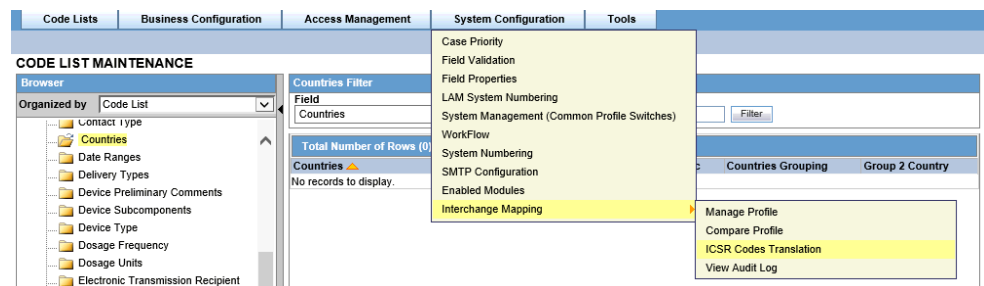 Code Lists Business Configuration Access Management System Configuration Tools
CODE LIST MAINTENANCE
Browser
Organized by Code List
Contact Type
Countries
Date Ranges
Delivery Types
Device Preliminary Comments
Device Subcomponents
Device Type
Dosage Frequency
Dosage Units
Electronic Transmission Recipient
Countries Filter
Field
Countries
Filter
Total Number of Rows (0)
Countries Countries Grouping Group 2 Country
No records to display.
Case Priority
Field Validation
Field Properties
LAM System Numbering
System Management (Common Profile Switches)
WorkFlow
System Numbering
SMTP Configuration
Enabled Modules
Interchange Mapping
Manage Profile
Compare Profile
ICSR Codes Translation
View Audit Log